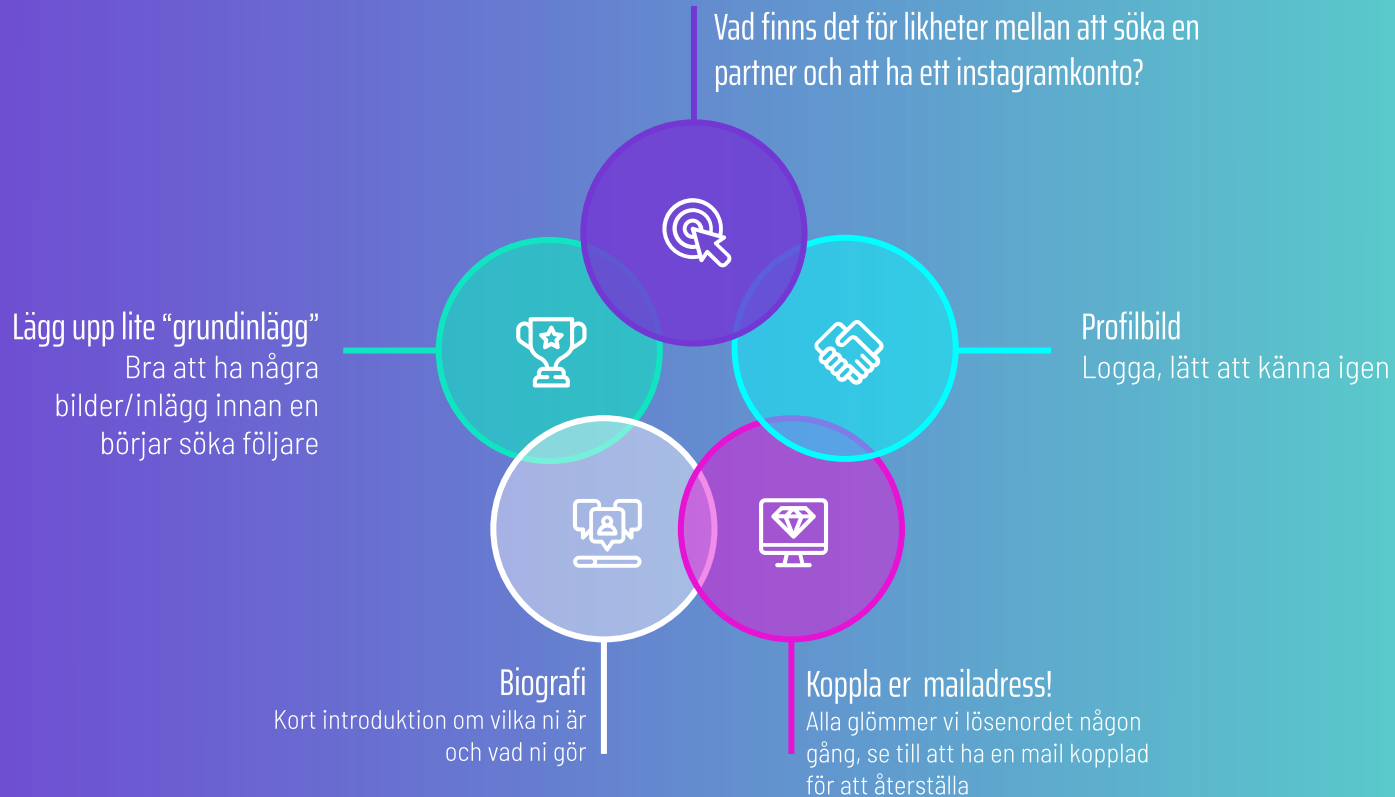 Vad finns det för likheter mellan att söka en
partner och att ha ett instagramkonto?
Lägg upp lite “grundinlägg”
Bra att ha några
bilder/inlägg innan en
börjar söka följare
Profilbild
Logga, lätt att känna igen
Biografi
Kort introduktion om vilka ni är
och vad ni gör
Koppla er mailadress!
Alla glömmer vi lösenordet någon
gång, se till att ha en mail kopplad
för att återställa